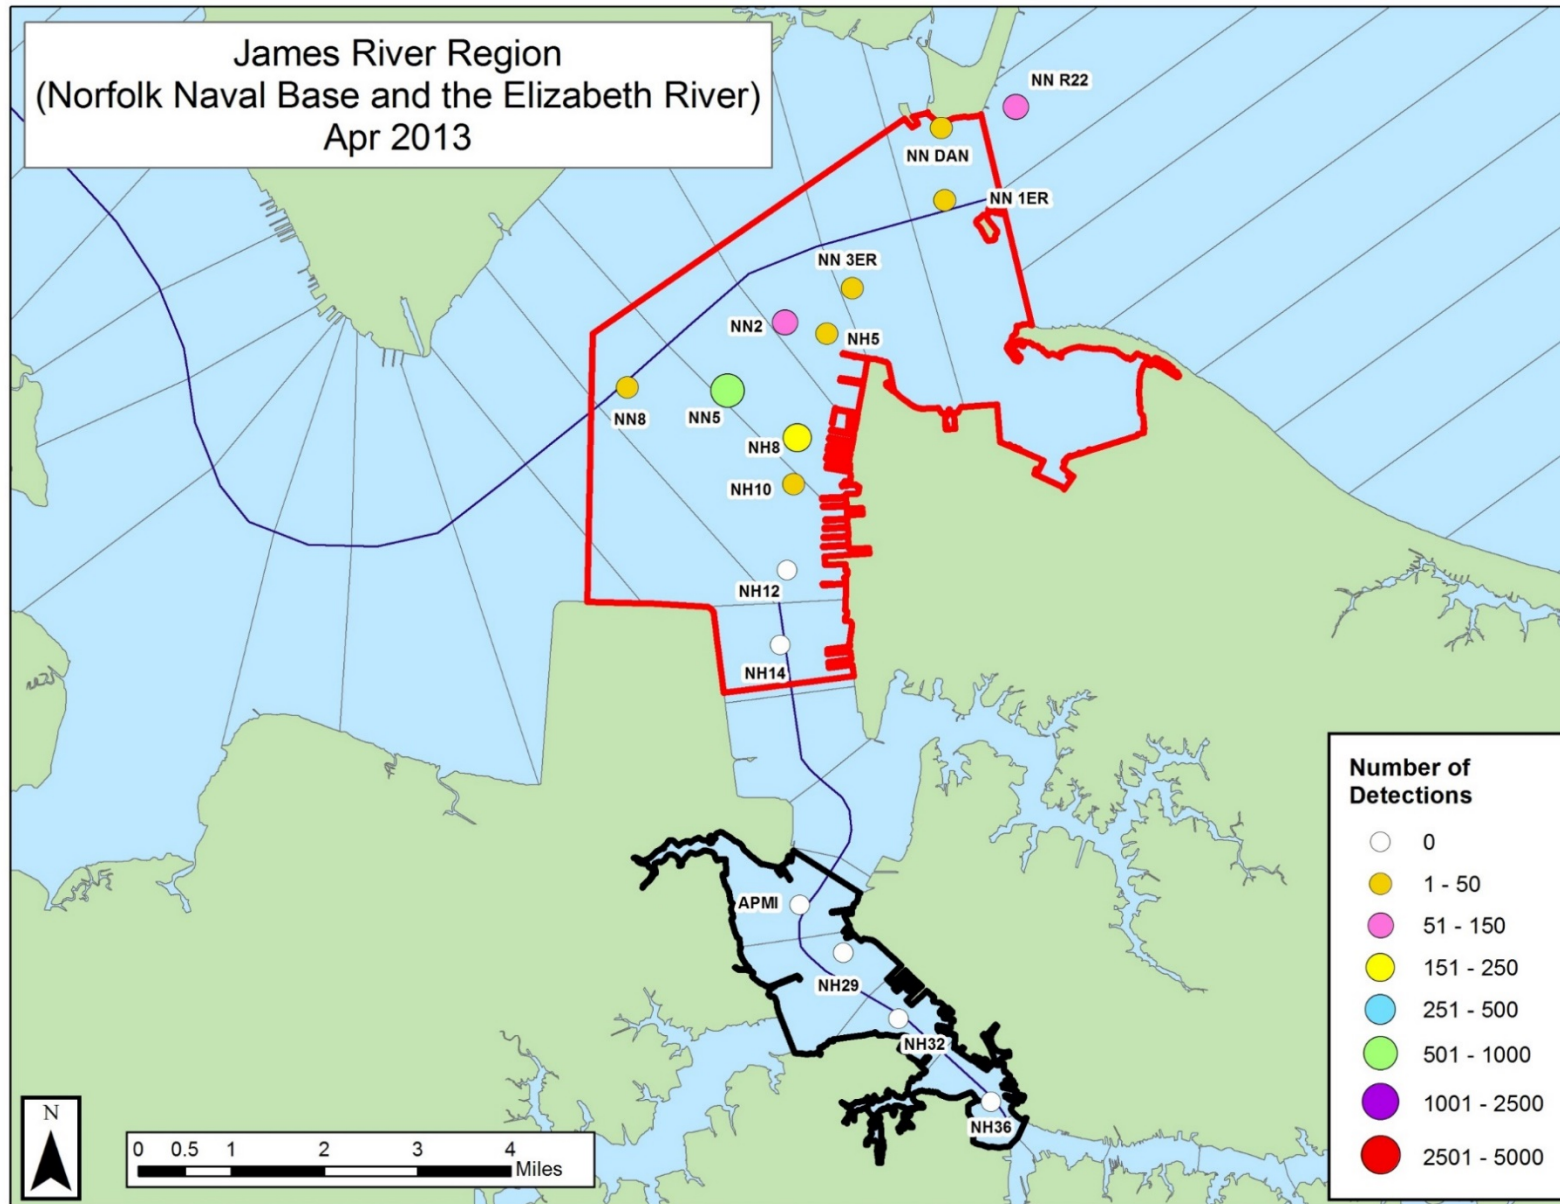 James River Region
(Norfolk Naval Base and the Elizabeth River)
Apr 2013
NN R22
NN DAN
NN 1ER
NN 3ER
NN2
NH5
NN8
NN5
NH8
NH10
NH12
NH14
APMI
NH29
NH32
NH36
Number of
Detections
0
1 - 50
51 - 150
151 - 250
251 - 500
501 - 1000
1001 - 2500
2501 - 5000
N
0 0.5 1 2 3 4
Miles